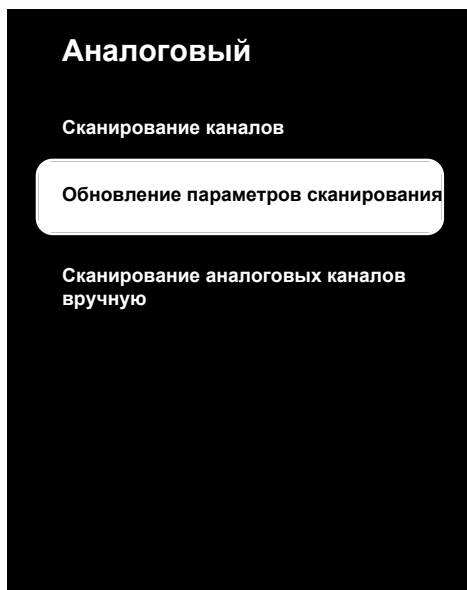 Аналоговый
Сканирование каналов
Обновление параметров сканирования
Сканирование аналоговых каналов
вручную